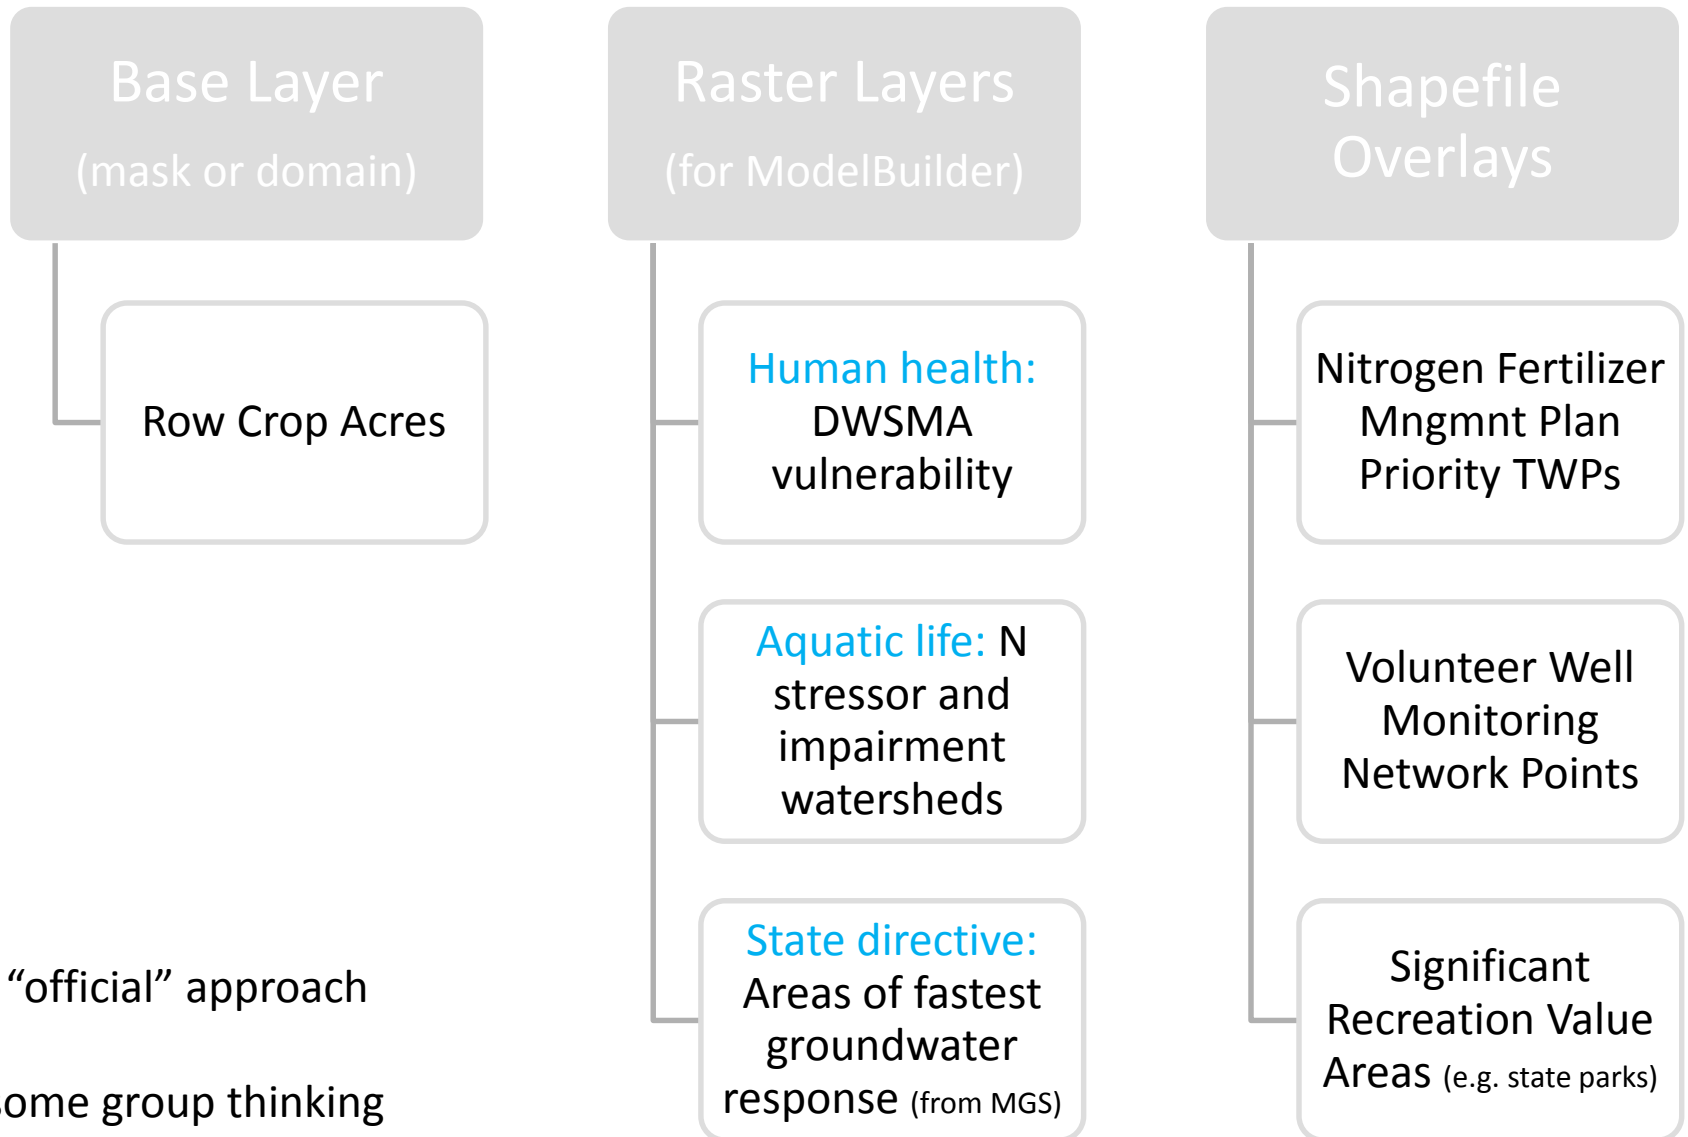 Base Layer
(mask or domain)
Row Crop Acres
Raster Layers
(for ModelBuilder)
Human health:
DWSMA
vulnerability
Aquatic life: N
stressor and
impairment
watersheds
State directive:
Areas of fastest
groundwater
response (from MGS)
Shapefile
Overlays
Nitrogen Fertilizer
Mngmnt Plan
Priority TWPs
Volunteer Well
Monitoring
Network Points
Significant
Recreation Value
Areas (e.g. state parks)
“official” approach
some group thinking